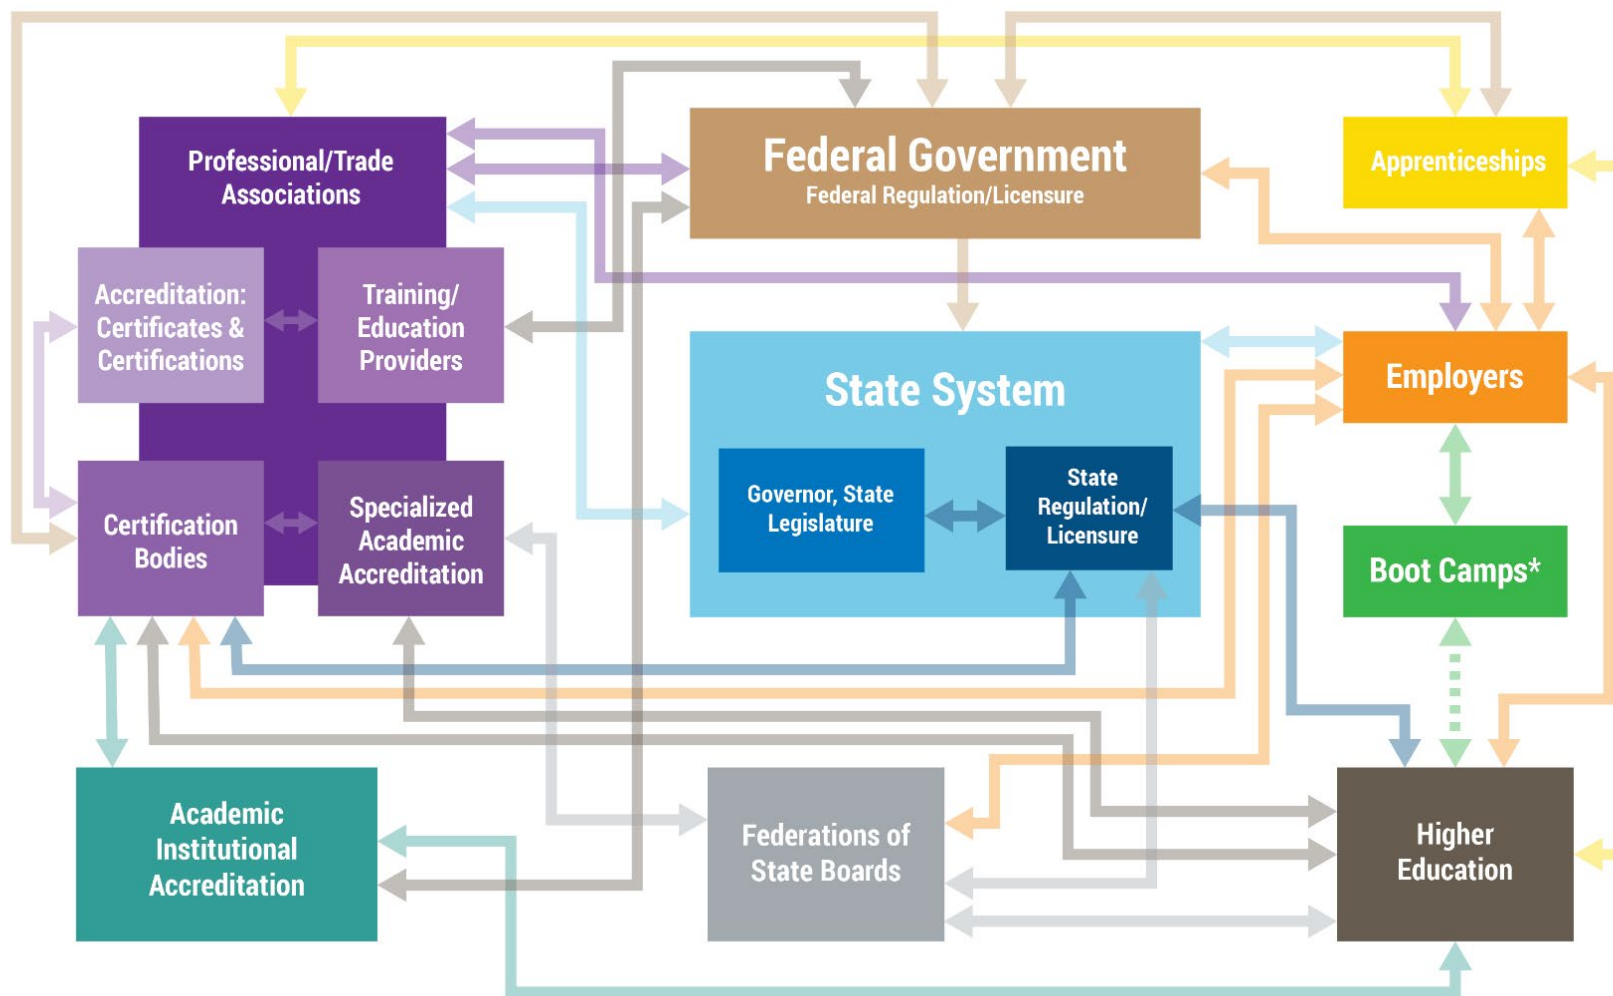 Professional/Trade
Associations
Federal Government
Federal Regulation/Licensure
Apprenticeships
Accreditation:
Certificates &
Certifications
Training/
Education
Providers
State System
Employers
Governor, State
Legislature
State
Regulation/
Licensure
Certification
Bodies
Specialized
Academic
Accreditation
Boot Camps*
Academic
Institutional
Accreditation
Federations of
State Boards
Higher
Education